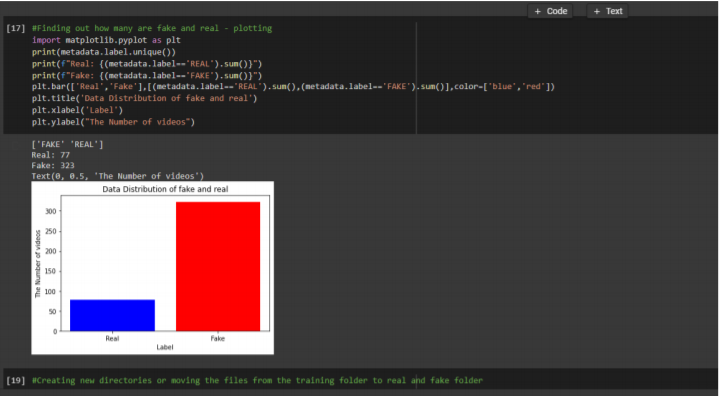 + Code + Text
[17] #Finding out how many are fake and real - plotting
import matplotlib.pyplot as plt
print(metadata.label.unique())
print(f"Real: {(metadata.label=='REAL').sum()}")
print(f"Fake: {(metadata.label=='FAKE').sum()}")
plt.bar(['Real','Fake'],[(metadata.label=='REAL').sum(),(metadata.label=='FAKE').sum()],color=['blue','red'])
plt.title('Data Distribution of fake and real')
plt.xlabel('Label')
plt.ylabel("The Number of videos")
['FAKE' 'REAL']
Real: 77
Fake: 323
Text(0, 0.5, 'The Number of videos')
Data Distribution of fake and real
The Number of videos
300
250
200
150
100
50
0
Real Fake
Label
[19] #Creating new directories or moving the files from the training folder to real and fake folder